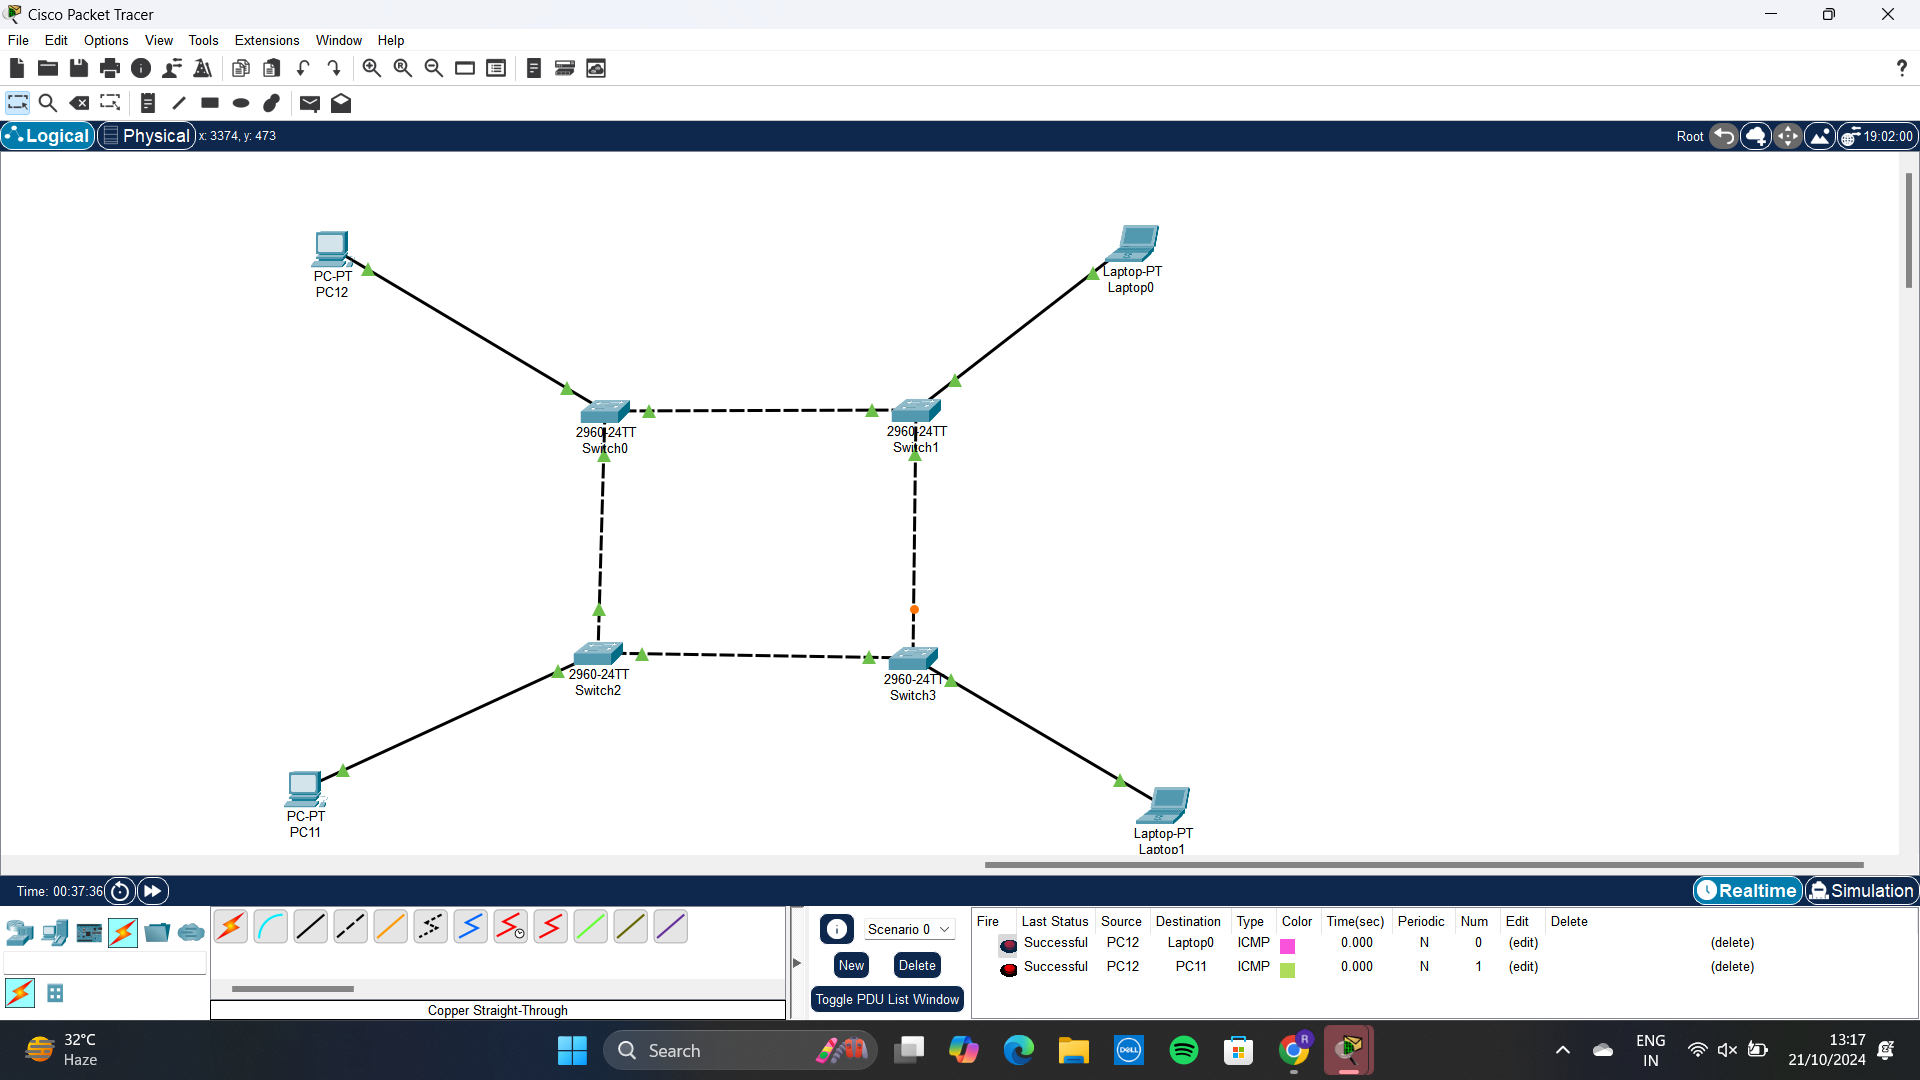 Cisco Packet Tracer
File Edit Options View Tools Extensions Window Help
Logical Physical x: 3374, y: 473 Root 19:02:00
PC-PT
PC12
Laptop-PT
Laptop0
2960-24TT
Switch0
2960-24TT
Switch1
2960-24TT
Switch2
2960-24TT
Switch3
PC-PT
PC11
Laptop-PT
Laptop1
Time: 00:37:36 Realtime Simulation
Scenario 0
New Delete
Toggle PDU List Window
Fire Last Status Source Destination Type Color Time(sec) Periodic Num Edit Delete
Successful PC12 Laptop0 ICMP 0.000 N 0 (edit) (delete)
Successful PC12 PC11 ICMP 0.000 N 1 (edit) (delete)
Copper Straight-Through
32°C
Haze
Search
DELL
R
ENG
IN
13:17
21/10/2024